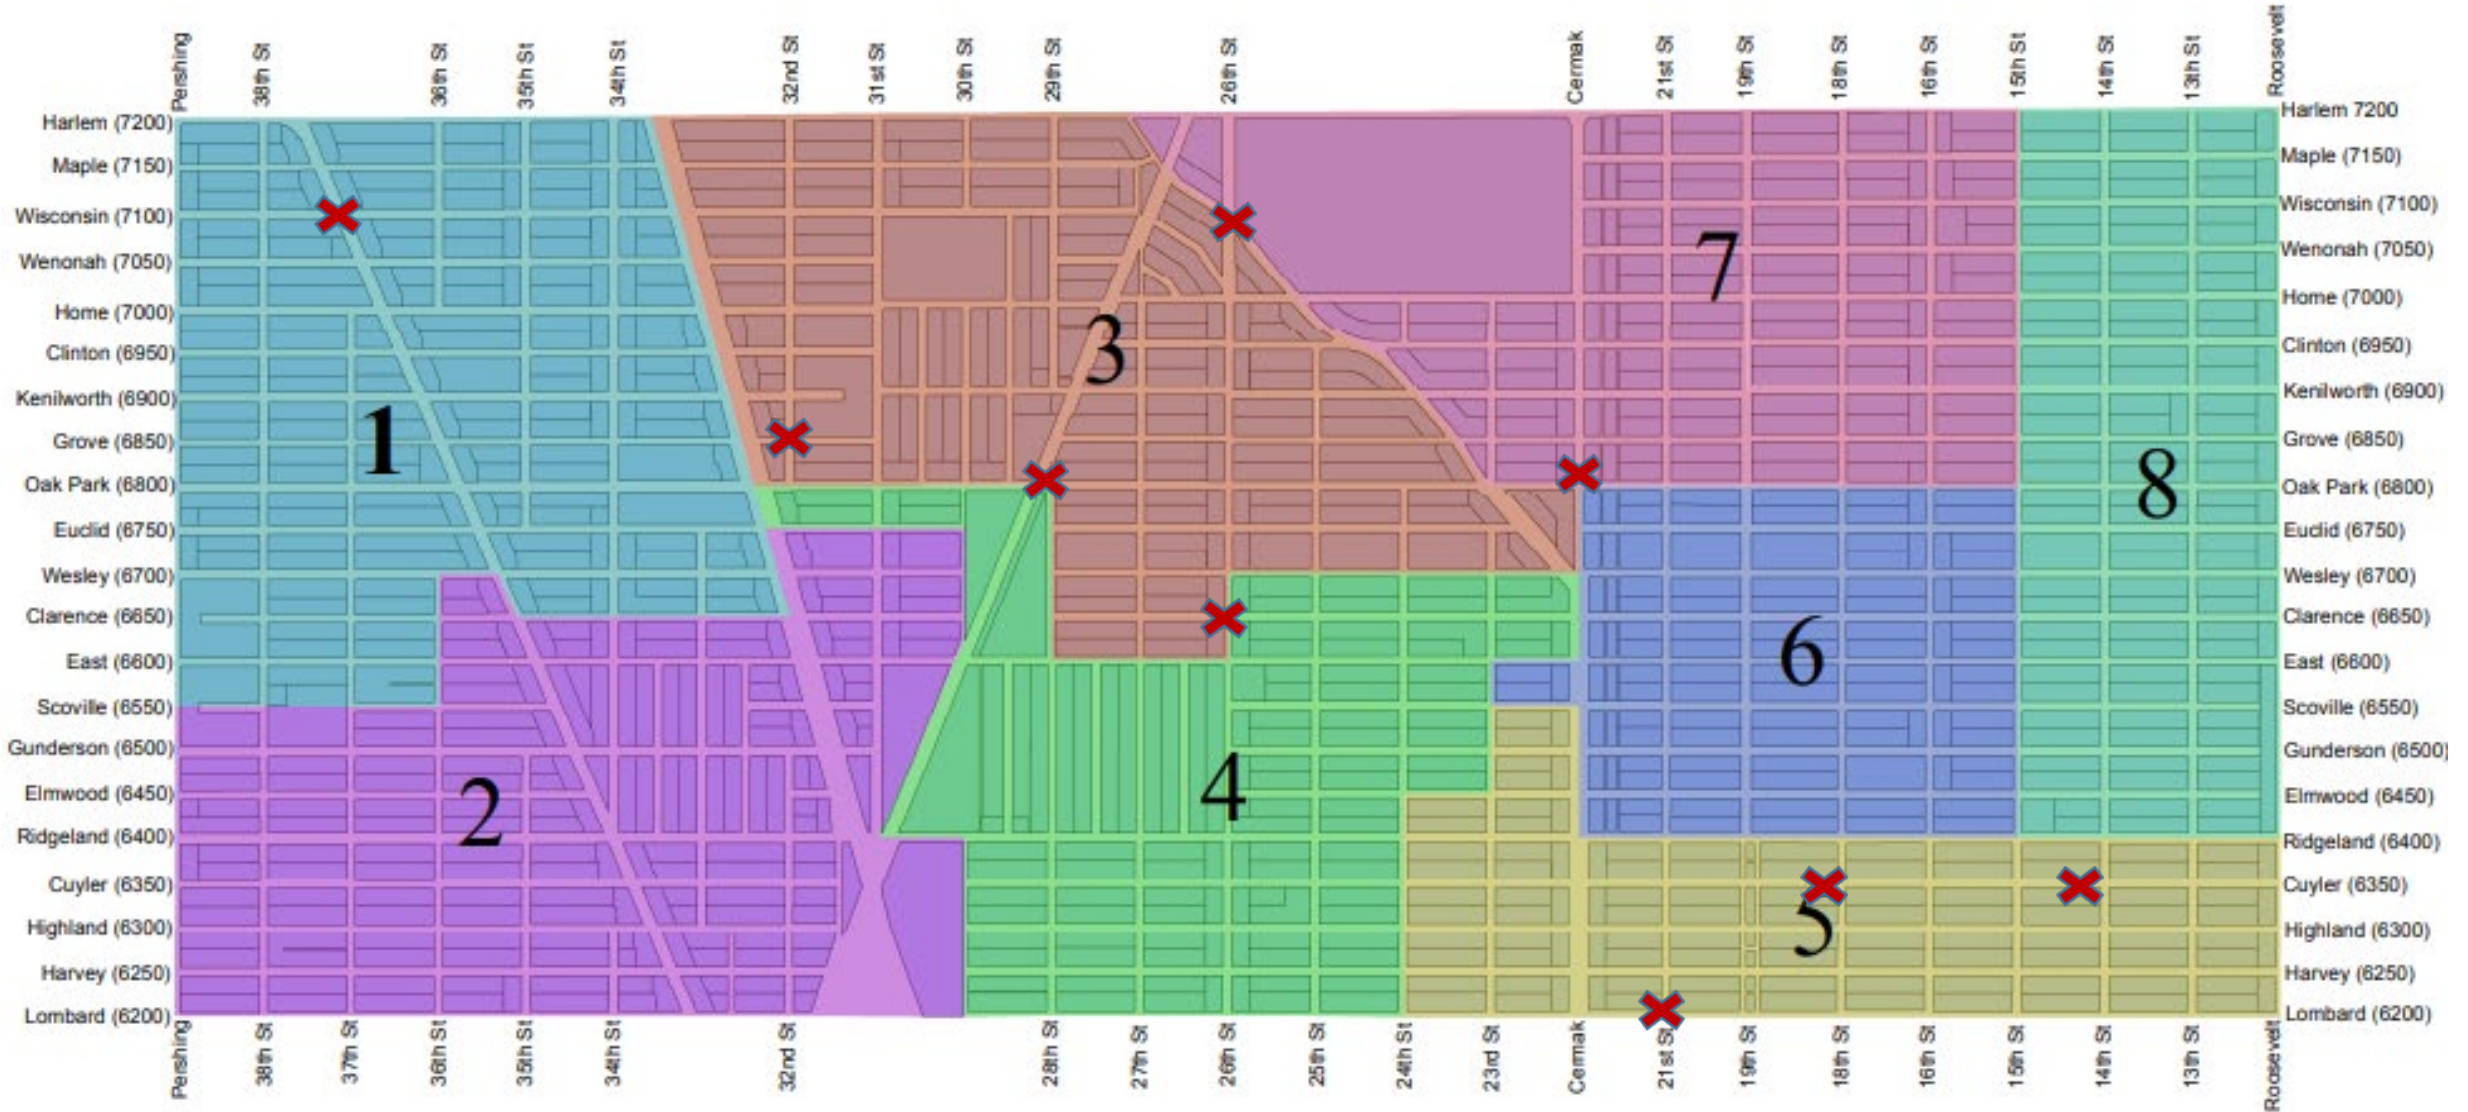 Pershing
38th St
36th St
35th St
34th St
32nd St
31st St
30th St
29th St
26th St
Cermak
21st St
19th St
18th St
16th St
15th St
14th St
13th St
Roosevelt
Harlem (7200)
Maple (7150)
Wisconsin (7100)
Wenonah (7050)
Home (7000)
Clinton (6950)
Kenilworth (6900)
Grove (6850)
Oak Park (6800)
Euclid (6750)
Wesley (6700)
Clarence (6650)
East (6600)
Scoville (6550)
Gunderson (6500)
Elmwood (6450)
Ridgeland (6400)
Cuyler (6350)
Highland (6300)
Harvey (6250)
Lombard (6200)
1
2
3
4
5
6
7
8
Harlem 7200
Maple (7150)
Wisconsin (7100)
Wenonah (7050)
Home (7000)
Clinton (6950)
Kenilworth (6900)
Grove (6850)
Oak Park (6800)
Euclid (6750)
Wesley (6700)
Clarence (6650)
East (6600)
Scoville (6550)
Gunderson (6500)
Elmwood (6450)
Ridgeland (6400)
Cuyler (6350)
Highland (6300)
Harvey (6250)
Lombard (6200)
Pershing
38th St
37th St
36th St
35th St
34th St
32nd St
28th St
27th St
26th St
25th St
24th St
23rd St
Cermak
21st St
19th St
18th St
16th St
15th St
14th St
13th St
Roosevelt